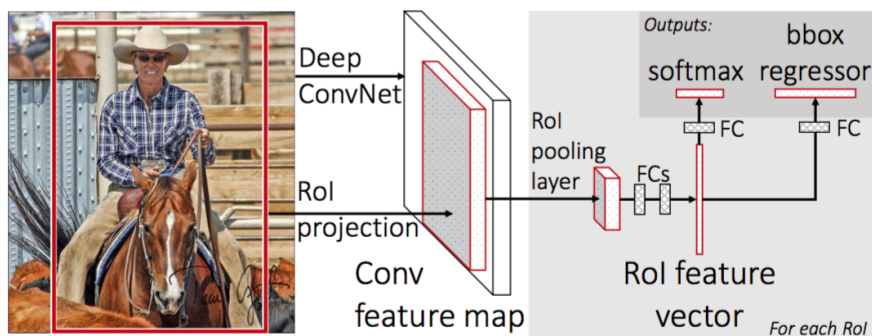 Deep
ConvNet
RoI
projection
Conv
feature map
RoI
pooling
layer
FCs
RoI feature
vector
Outputs:
softmax
bbox
regressor
FC
FC
For each RoI